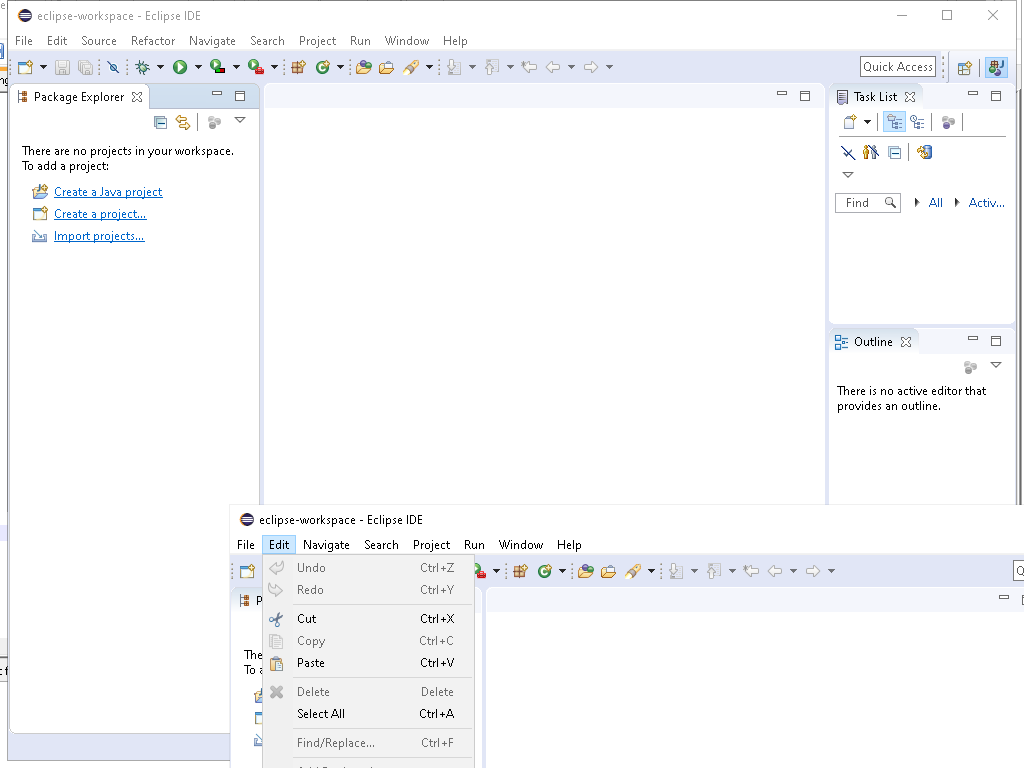 eclipse-workspace - Eclipse IDE
File Edit Source Refactor Navigate Search Project Run Window Help
Quick Access
Package Explorer
There are no projects in your workspace.
To add a project:
Create a Java project
Create a project...
Import projects...
Task List
Find All Activ...
Outline
There is no active editor that
provides an outline.
eclipse-workspace - Eclipse IDE
File Edit Navigate Search Project Run Window Help
Undo Ctrl+Z
Redo Ctrl+Y
Cut Ctrl+X
Copy Ctrl+C
Paste Ctrl+V
Delete Delete
Select All Ctrl+A
Find/Replace... Ctrl+F